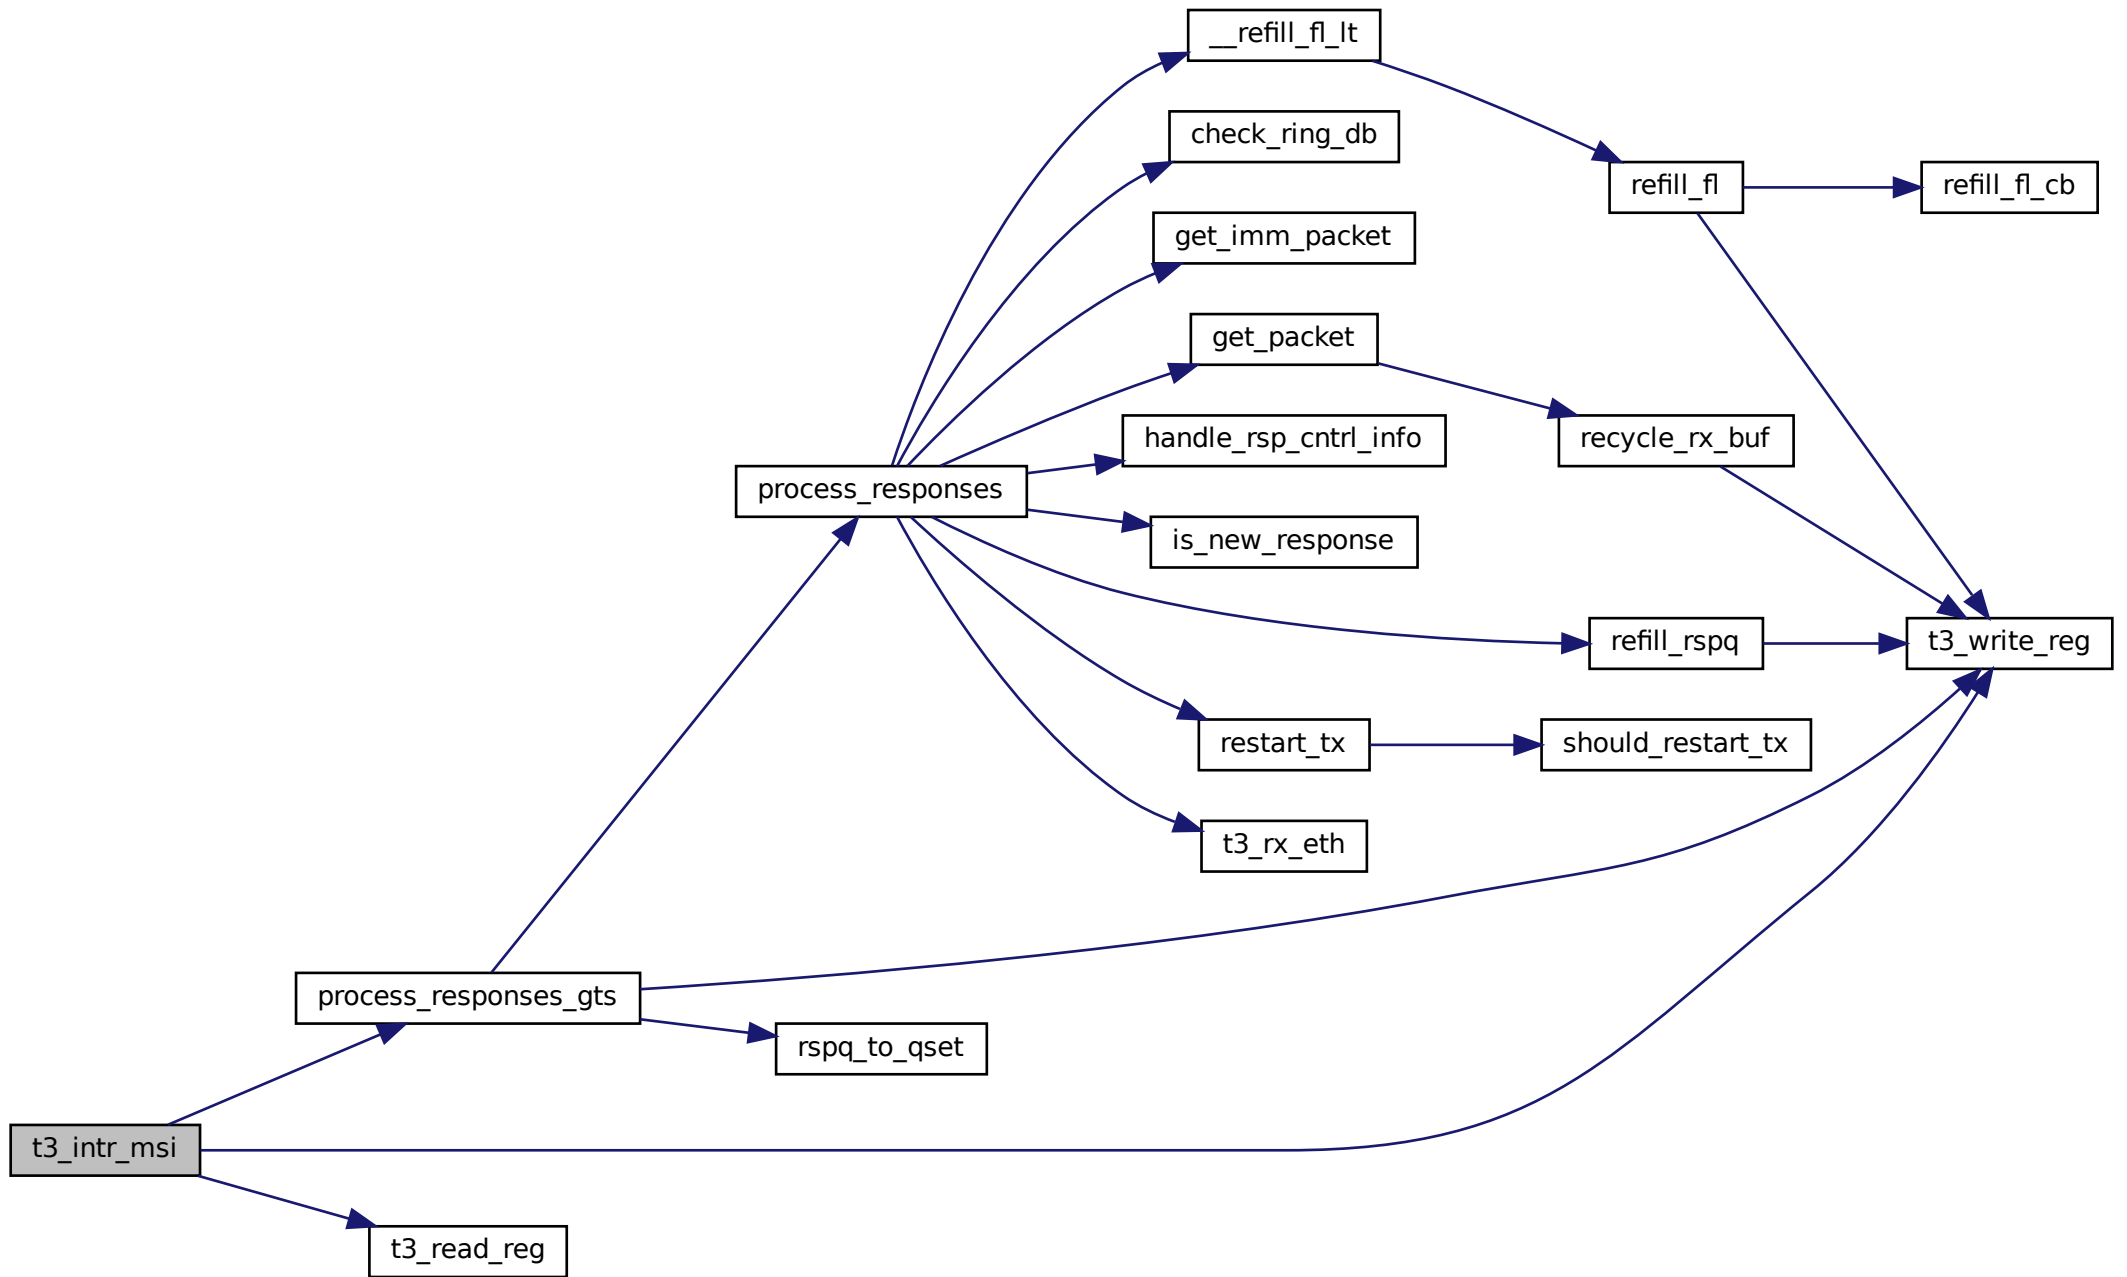 __refill_fl_lt
check_ring_db
refill_fl
refill_fl_cb
get_imm_packet
get_packet
handle_rsp_cntrl_info
recycle_rx_buf
process_responses
is_new_response
refill_rspq
t3_write_reg
restart_tx
should_restart_tx
t3_rx_eth
process_responses_gts
rspq_to_qset
t3_intr_msi
t3_read_reg